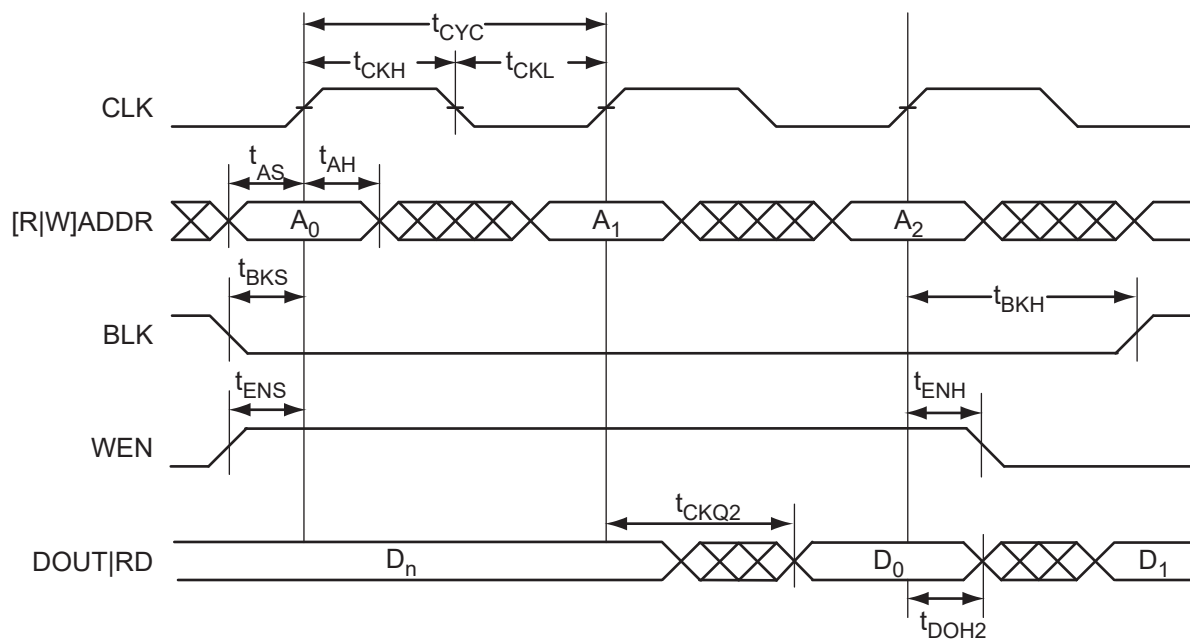 tCYC
tCKH tCKL
CLK
tAS tAH
[R|W]ADDR A0 A1 A2
tBKS tBKH
BLK
tENS tENH
WEN
tCKQ2
DOUT|RD Dn D0 D1
tDOH2